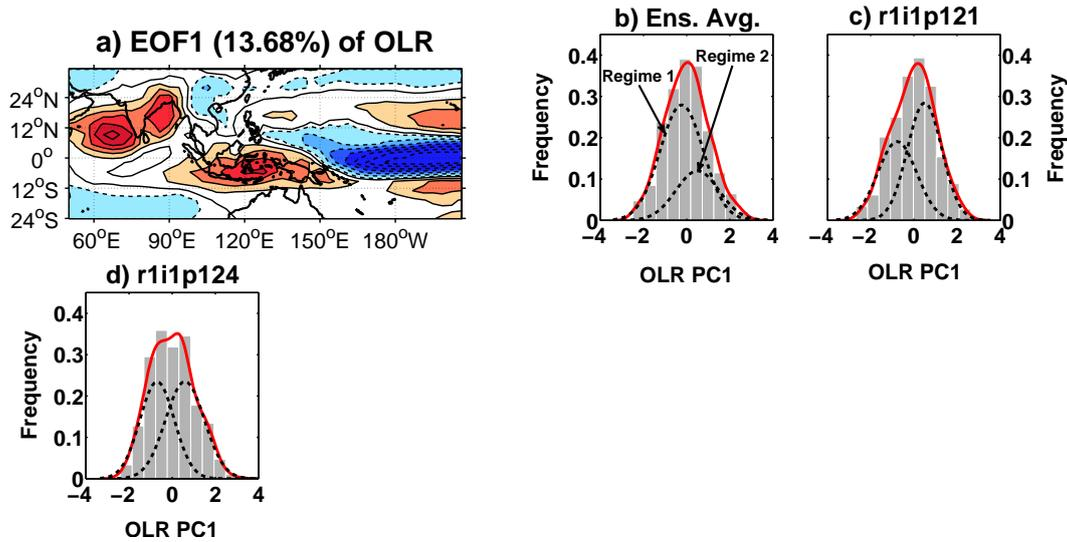 a) EOF1 (13.68%) of OLR
24°N
12°N
0°
12°S
24°S
60°E 90°E 120°E 150°E 180°W
b) Ens. Avg.
Regime 1
Regime 2
Frequency
0.4
0.3
0.2
0.1
0
−4 −2 0 2 4
OLR PC1
c) r1i1p121
0.4
0.3
0.2
0.1
0
Frequency
−4 −2 0 2 4
OLR PC1
d) r1i1p124
Frequency
0.4
0.3
0.2
0.1
0
−4 −2 0 2 4
OLR PC1